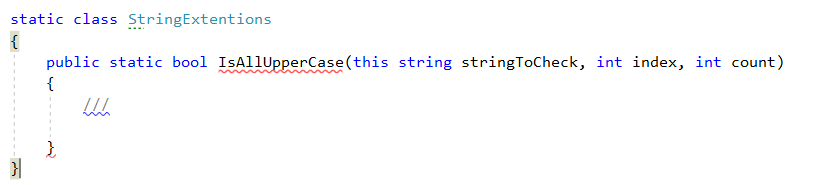 static class StringExtentions
{
public static bool IsAllUpperCase(this string stringToCheck, int index, int count)
{
///
}
}